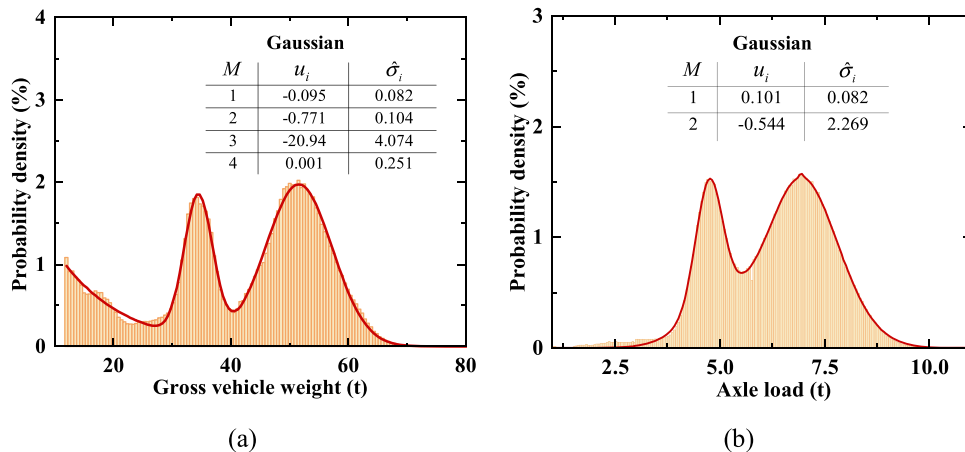 4
3
2
1
0
Probability density (%)
Gaussian
M u_i σ̂_i
1 -0.095 0.082
2 -0.771 0.104
3 -20.94 4.074
4 0.001 0.251
20 40 60 80
Gross vehicle weight (t)
(a)
3
2
1
0
Probability density (%)
Gaussian
M u_i σ̂_i
1 0.101 0.082
2 -0.544 2.269
2.5 5.0 7.5 10.0
Axle load (t)
(b)